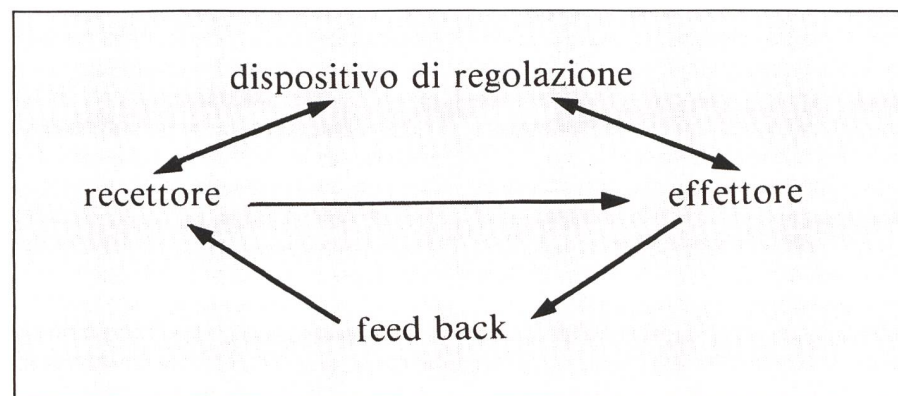 dispositivo di regolazione
recettore effettore
feed back